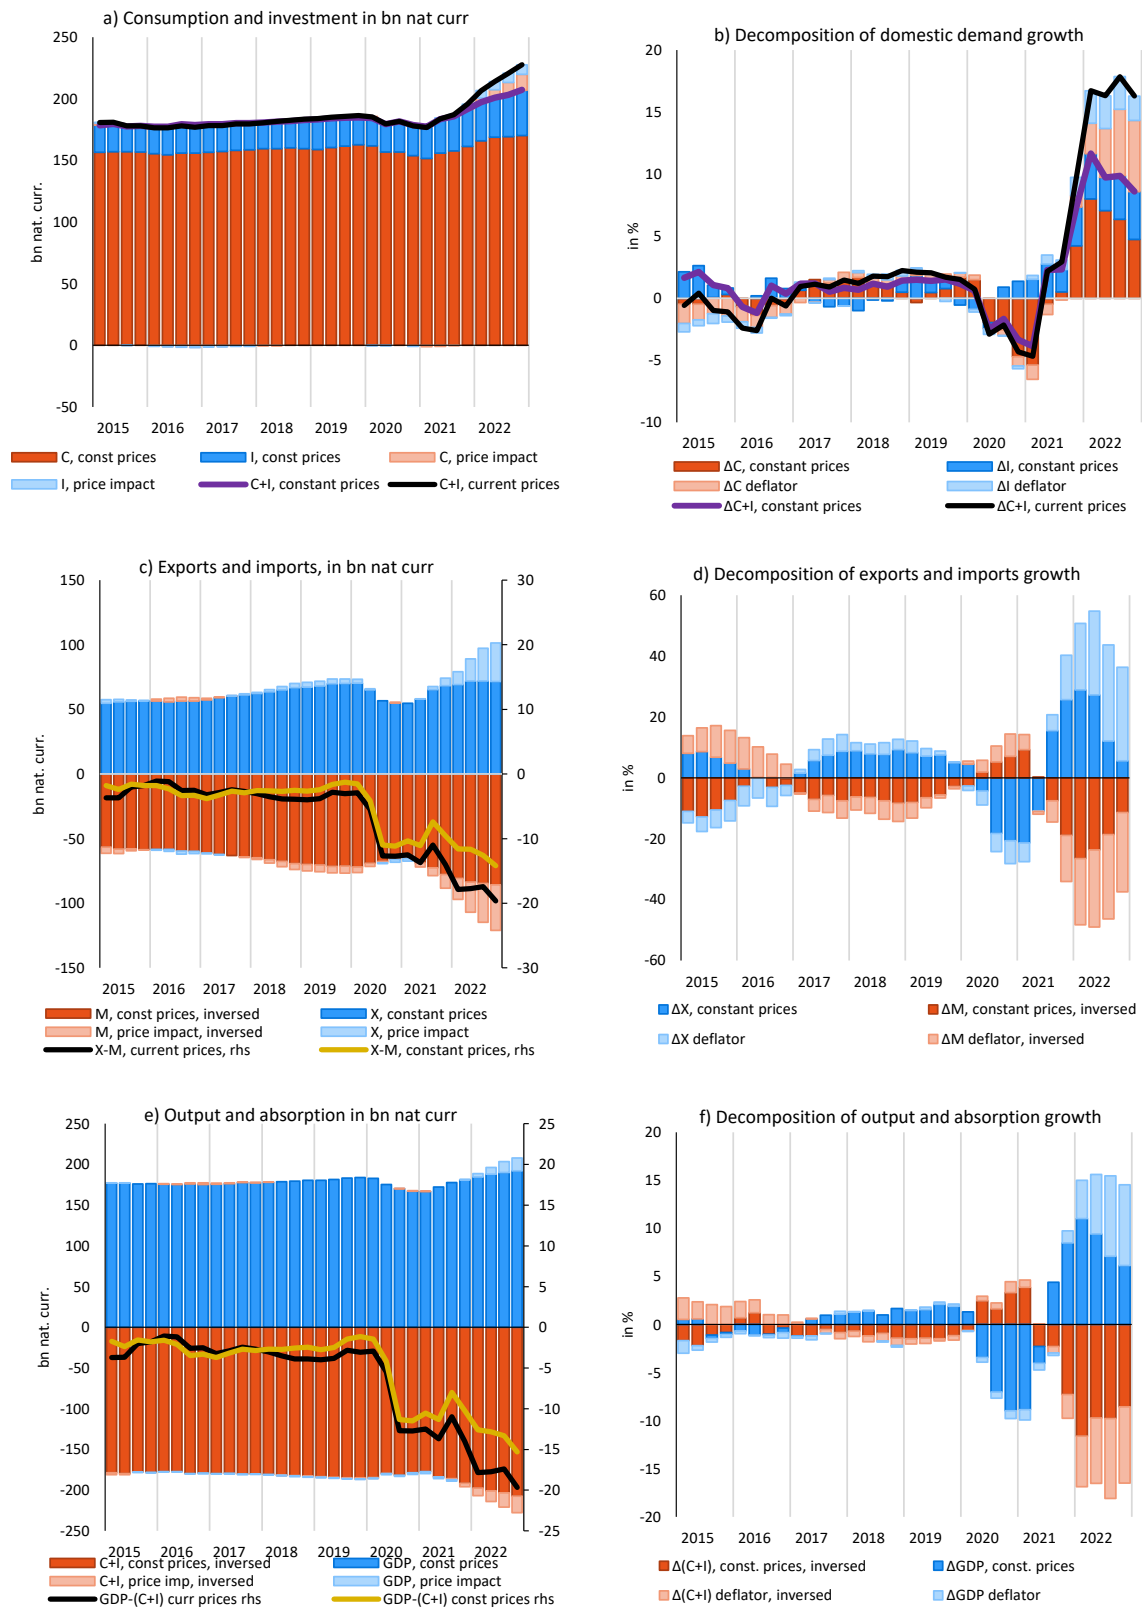 a) Consumption and investment in bn nat curr
250
200
150
100
50
0
-50
bn nat. curr.
2015 2016 2017 2018 2019 2020 2021 2022
C, const prices I, const prices C, price impact
I, price impact C+I, constant prices C+I, current prices
b) Decomposition of domestic demand growth
20
15
10
5
0
-5
-10
in %
2015 2016 2017 2018 2019 2020 2021 2022
ΔC, constant prices ΔI, constant prices
ΔC deflator ΔI deflator
ΔC+I, constant prices ΔC+I, current prices
c) Exports and imports, in bn nat curr
150 30
100 20
50 10
0 0
-50 -10
-100 -20
-150 -30
bn nat. curr.
2015 2016 2017 2018 2019 2020 2021 2022
M, const prices, inversed X, constant prices
M, price impact, inversed X, price impact
X-M, current prices, rhs X-M, constant prices, rhs
d) Decomposition of exports and imports growth
60
40
20
0
-20
-40
-60
in %
2015 2016 2017 2018 2019 2020 2021 2022
ΔX, constant prices ΔM, constant prices, inversed
ΔX deflator ΔM deflator, inversed
e) Output and absorption in bn nat curr
250 25
200 20
150 15
100 10
50 5
0 0
-50 -5
-100 -10
-150 -15
-200 -20
-250 -25
bn nat. curr.
2015 2016 2017 2018 2019 2020 2021 2022
C+I, const prices, inversed GDP, const prices
C+I, price imp, inversed GDP, price impact
GDP-(C+I) curr prices rhs GDP-(C+I) const prices rhs
f) Decomposition of output and absorption growth
20
15
10
5
0
-5
-10
-15
-20
in %
2015 2016 2017 2018 2019 2020 2021 2022
Δ(C+I), const. prices, inversed ΔGDP, const. prices
Δ(C+I) deflator, inversed ΔGDP deflator